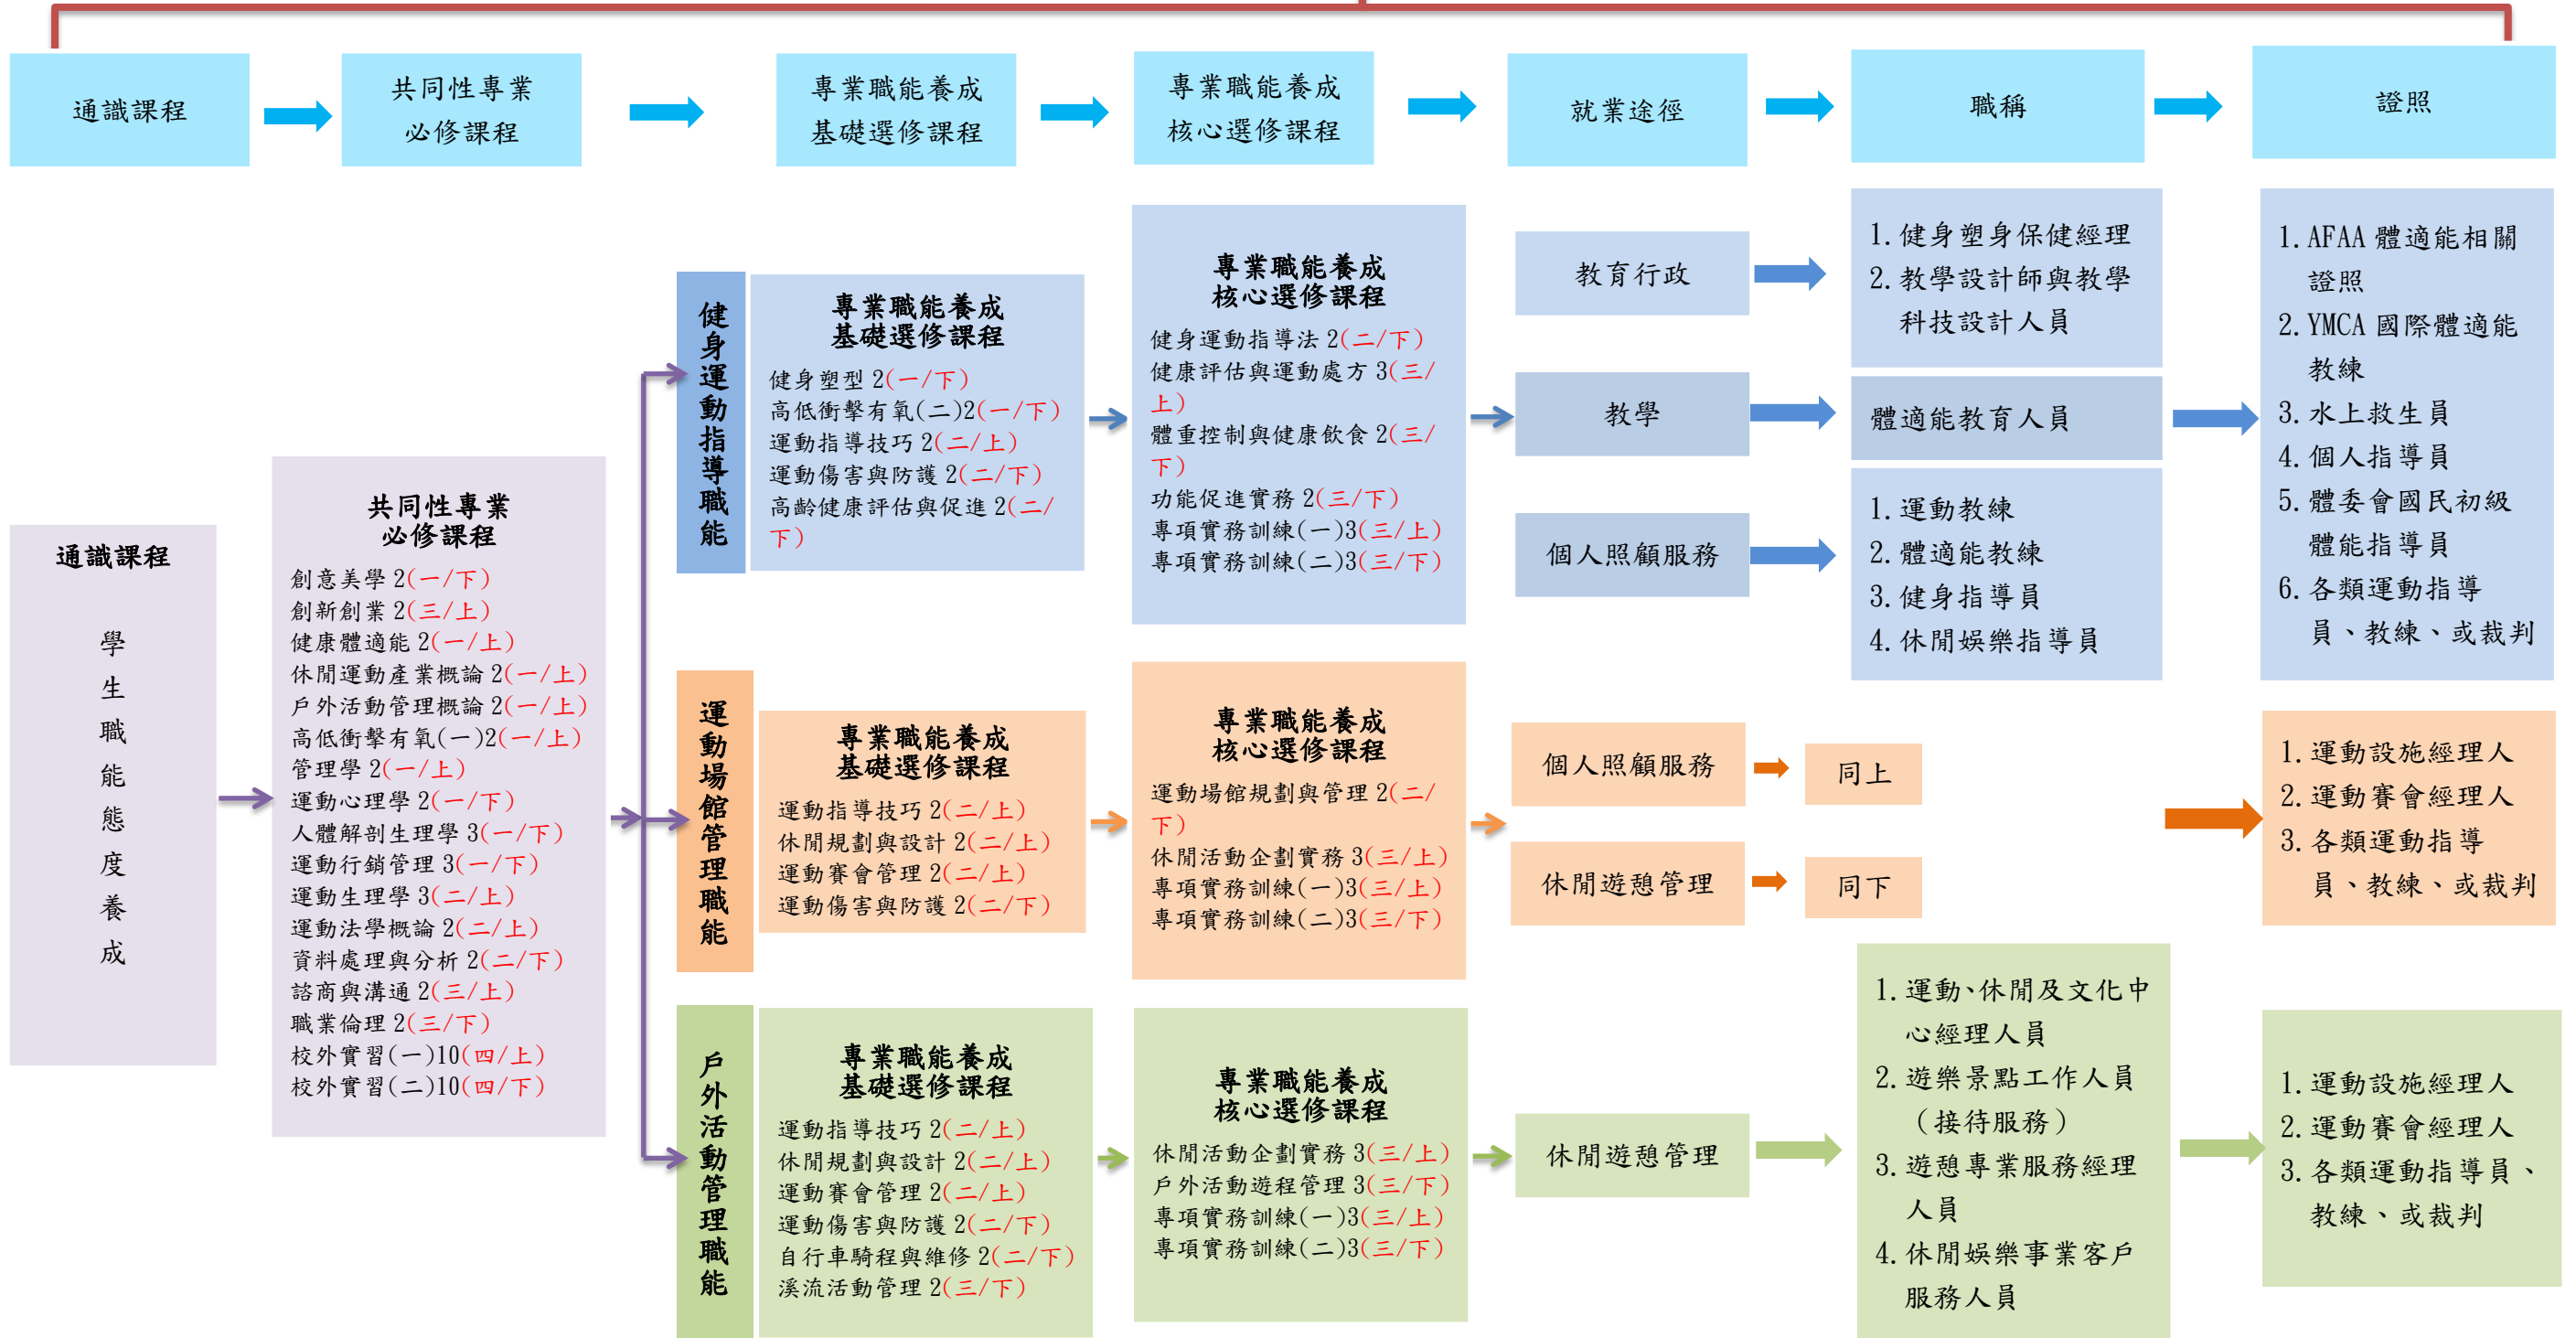 通識課程
共同性專業
必修課程
專業職能養成
基礎選修課程
專業職能養成
核心選修課程
就業途徑
職稱
證照
通識課程
學
生
職
能
態
度
養
成
共同性專業
必修課程
創意美學 2(一/下)
創新創業 2(三/上)
健康體適能 2(一/上)
休閒運動產業概論 2(一/上)
戶外活動管理概論 2(一/上)
高低衝擊有氧(一)2(一/上)
管理學 2(一/上)
運動心理學 2(一/下)
人體解剖生理學 3(一/下)
運動行銷管理 3(一/下)
運動生理學 3(二/上)
運動法學概論 2(二/上)
資料處理與分析 2(二/下)
諮商與溝通 2(三/上)
職業倫理 2(三/下)
校外實習(一)10(四/上)
校外實習(二)10(四/下)
健身運動指導職能
專業職能養成
基礎選修課程
健身塑型 2(一/下)
高低衝擊有氧(二)2(一/下)
運動指導技巧 2(二/上)
運動傷害與防護 2(二/下)
高齡健康評估與促進 2(二/
下)
專業職能養成
核心選修課程
健身運動指導法 2(二/下)
健康評估與運動處方 3(三/
上)
體重控制與健康飲食 2(三/
下)
功能促進實務 2(三/下)
專項實務訓練(一)3(三/上)
專項實務訓練(二)3(三/下)
教育行政
教學
個人照顧服務
1.健身塑身保健經理
2.教學設計師與教學
科技設計人員
體適能教育人員
1.運動教練
2.體適能教練
3.健身指導員
4.休閒娛樂指導員
1.AFAA 體適能相關
證照
2.YMCA 國際體適能
教練
3.水上救生員
4.個人指導員
5.體委會國民初級
體能指導員
6.各類運動指導
員、教練、或裁判
運動場館管理職能
專業職能養成
基礎選修課程
運動指導技巧 2(二/上)
休閒規劃與設計 2(二/上)
運動賽會管理 2(二/上)
運動傷害與防護 2(二/下)
專業職能養成
核心選修課程
運動場館規劃與管理 2(二/
下)
休閒活動企劃實務 3(三/上)
專項實務訓練(一)3(三/上)
專項實務訓練(二)3(三/下)
個人照顧服務
同上
休閒遊憩管理
同下
1.運動設施經理人
2.運動賽會經理人
3.各類運動指導
員、教練、或裁判
戶外活動管理職能
專業職能養成
基礎選修課程
運動指導技巧 2(二/上)
休閒規劃與設計 2(二/上)
運動賽會管理 2(二/上)
運動傷害與防護 2(二/下)
自行車騎程與維修 2(二/下)
溪流活動管理 2(三/下)
專業職能養成
核心選修課程
休閒活動企劃實務 3(三/上)
戶外活動遊程管理 3(三/下)
專項實務訓練(一)3(三/上)
專項實務訓練(二)3(三/下)
休閒遊憩管理
1.運動、休閒及文化中
心經理人員
2.遊樂景點工作人員
（接待服務）
3.遊憩專業服務經理
人員
4.休閒娛樂事業客戶
服務人員
1.運動設施經理人
2.運動賽會經理人
3.各類運動指導員、
教練、或裁判